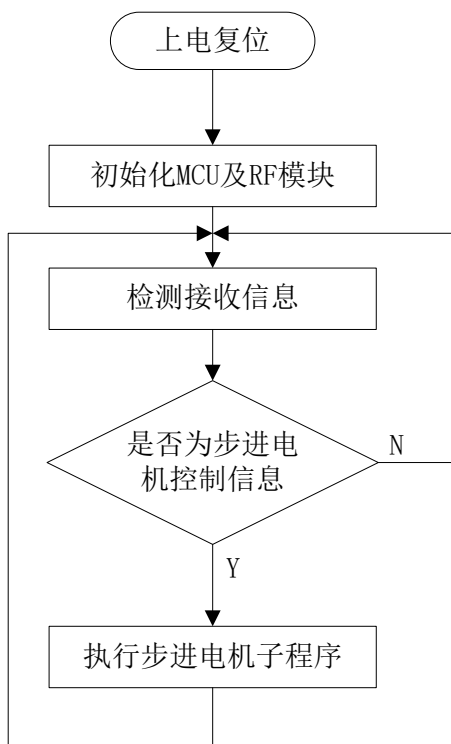 上电复位
初始化MCU及RF模块
检测接收信息
是否为步进电
机控制信息
N
Y
执行步进电机子程序